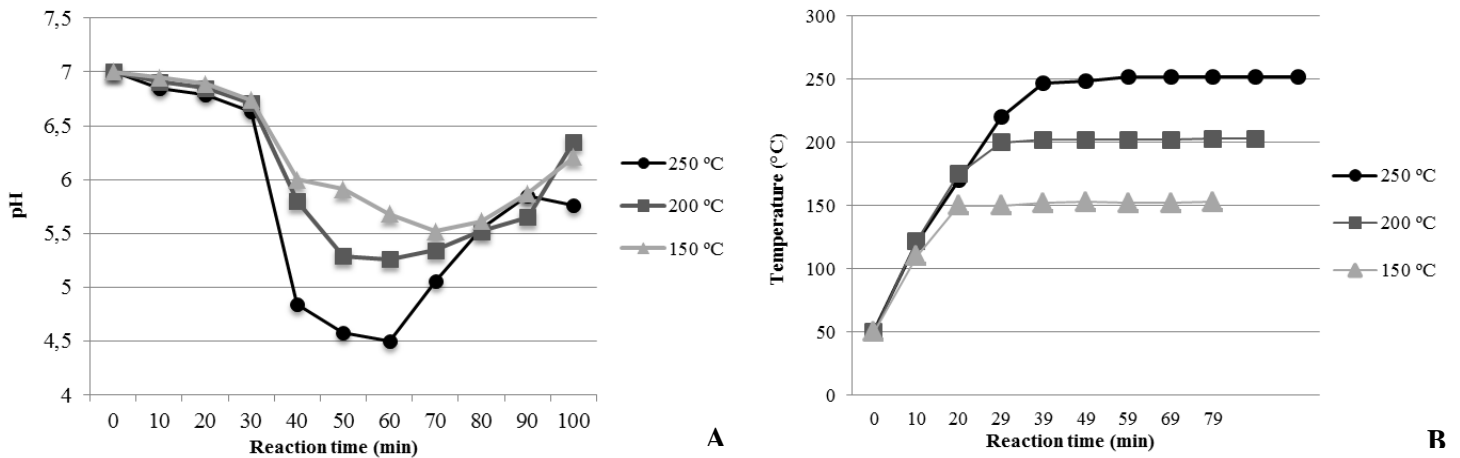 7,5
7
6,5
6
5,5
5
4,5
4
pH
0 10 20 30 40 50 60 70 80 90 100
Reaction time (min)
250 ºC
200 ºC
150 ºC
A
300
250
200
150
100
50
0
Temperature (°C)
0 10 20 29 39 49 59 69 79
Reaction time (min)
250 ºC
200 ºC
150 ºC
B